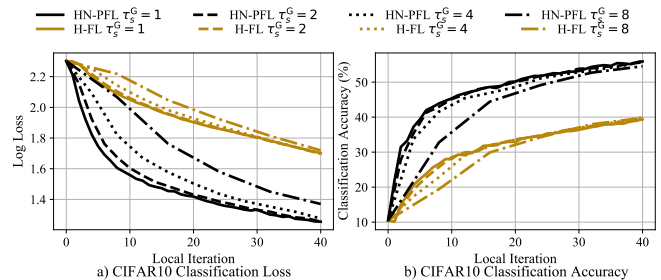 HN-PFL τ_s^G = 1 HN-PFL τ_s^G = 2 HN-PFL τ_s^G = 4 HN-PFL τ_s^G = 8
H-FL τ_s^G = 1 H-FL τ_s^G = 2 H-FL τ_s^G = 4 H-FL τ_s^G = 8
Log Loss
2.2
2.0
1.8
1.6
1.4
0 10 20 30 40
Local Iteration
a) CIFAR10 Classification Loss
Classification Accuracy (%)
50
40
30
20
10
0 10 20 30 40
Local Iteration
b) CIFAR10 Classification Accuracy